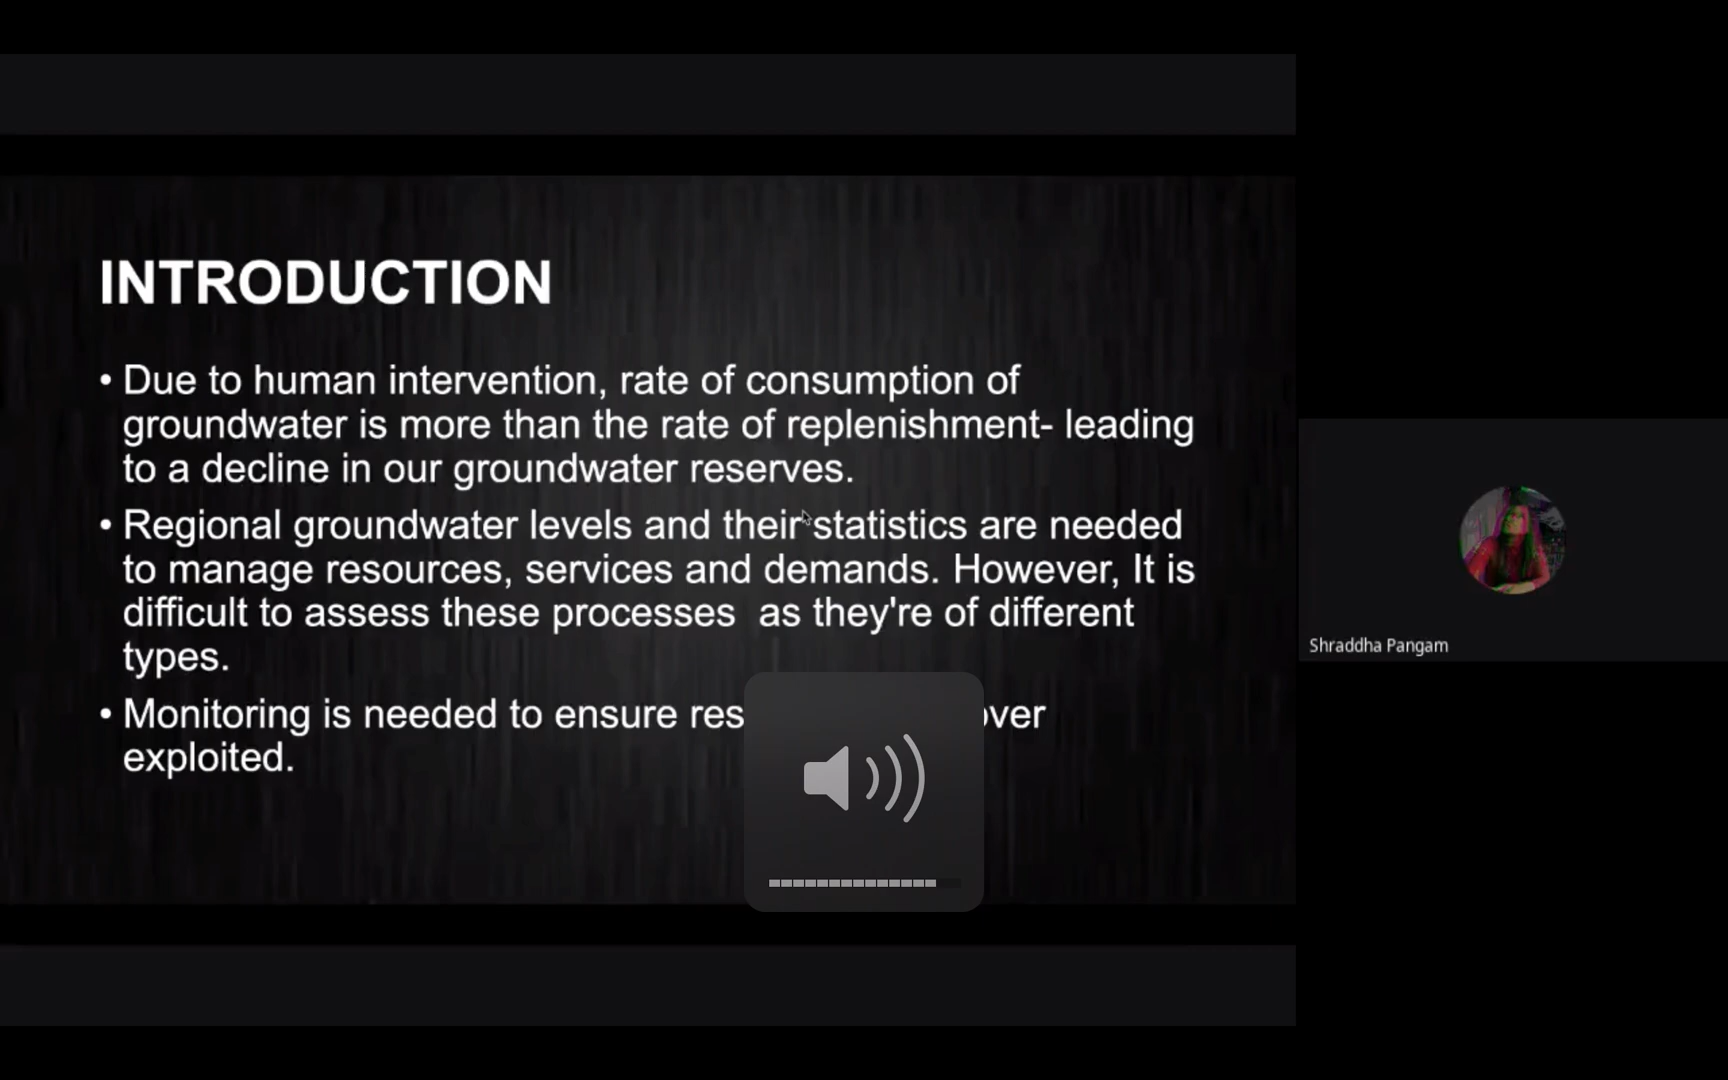 INTRODUCTION
• Due to human intervention, rate of consumption of
groundwater is more than the rate of replenishment- leading
to a decline in our groundwater reserves.
• Regional groundwater levels and their statistics are needed
to manage resources, services and demands. However, It is
difficult to assess these processes as they're of different
types.
• Monitoring is needed to ensure
exploited.
Shraddha Pangam